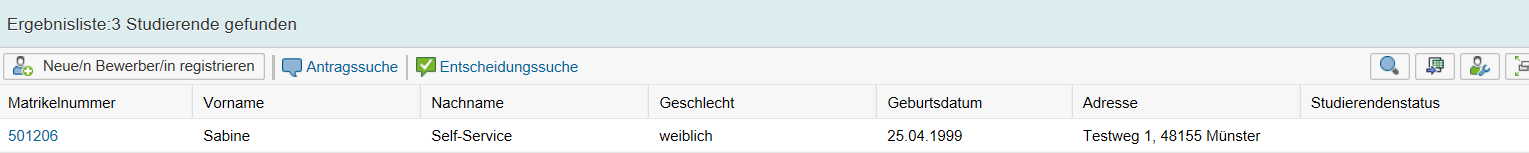 Ergebnisliste:3 Studierende gefunden
Neue/n Bewerber/in registrieren Antragssuche Entscheidungssuche
Matrikelnummer Vorname Nachname Geschlecht Geburtsdatum Adresse Studierendenstatus
501206 Sabine Self-Service weiblich 25.04.1999 Testweg 1, 48155 Münster